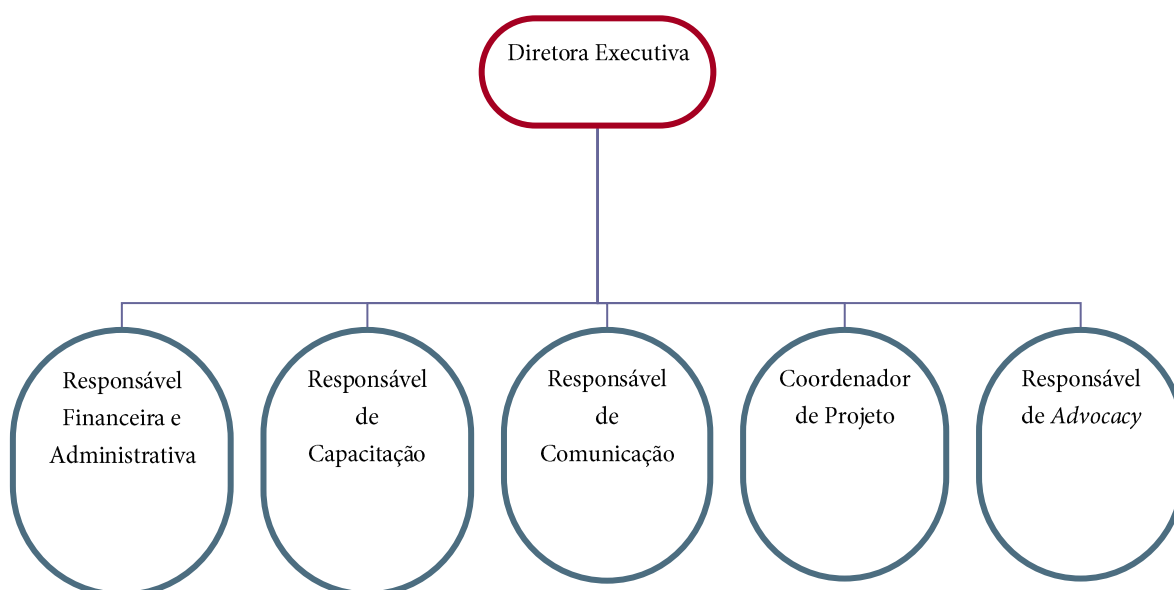 Diretora Executiva
Responsável
Financeira e
Administrativa
Responsável
de
Capacitação
Responsável
de
Comunicação
Coordenador
de Projeto
Responsável
de Advocacy